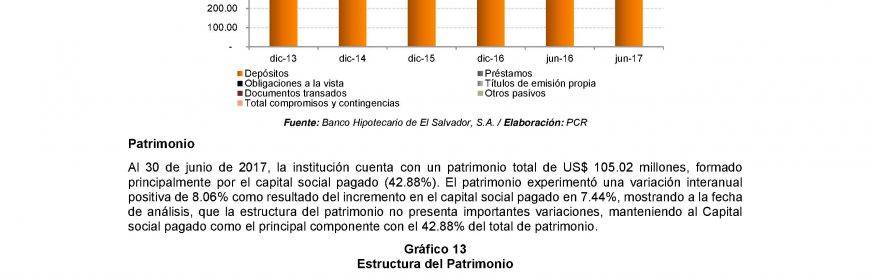 200.00
100.00
-
dic-13 dic-14 dic-15 dic-16 jun-16 jun-17
Depósitos Préstamos
Obligaciones a la vista Títulos de emisión propia
Documentos transados Otros pasivos
Total compromisos y contingencias
Fuente: Banco Hipotecario de El Salvador, S.A. / Elaboración: PCR
Patrimonio
Al 30 de junio de 2017, la institución cuenta con un patrimonio total de US$ 105.02 millones, formado
principalmente por el capital social pagado (42.88%). El patrimonio experimentó una variación interanual
positiva de 8.06% como resultado del incremento en el capital social pagado en 7.44%, mostrando a la fecha
de análisis, que la estructura del patrimonio no presenta importantes variaciones, manteniendo al Capital
social pagado como el principal componente con el 42.88% del total de patrimonio.
Gráfico 13
Estructura del Patrimonio